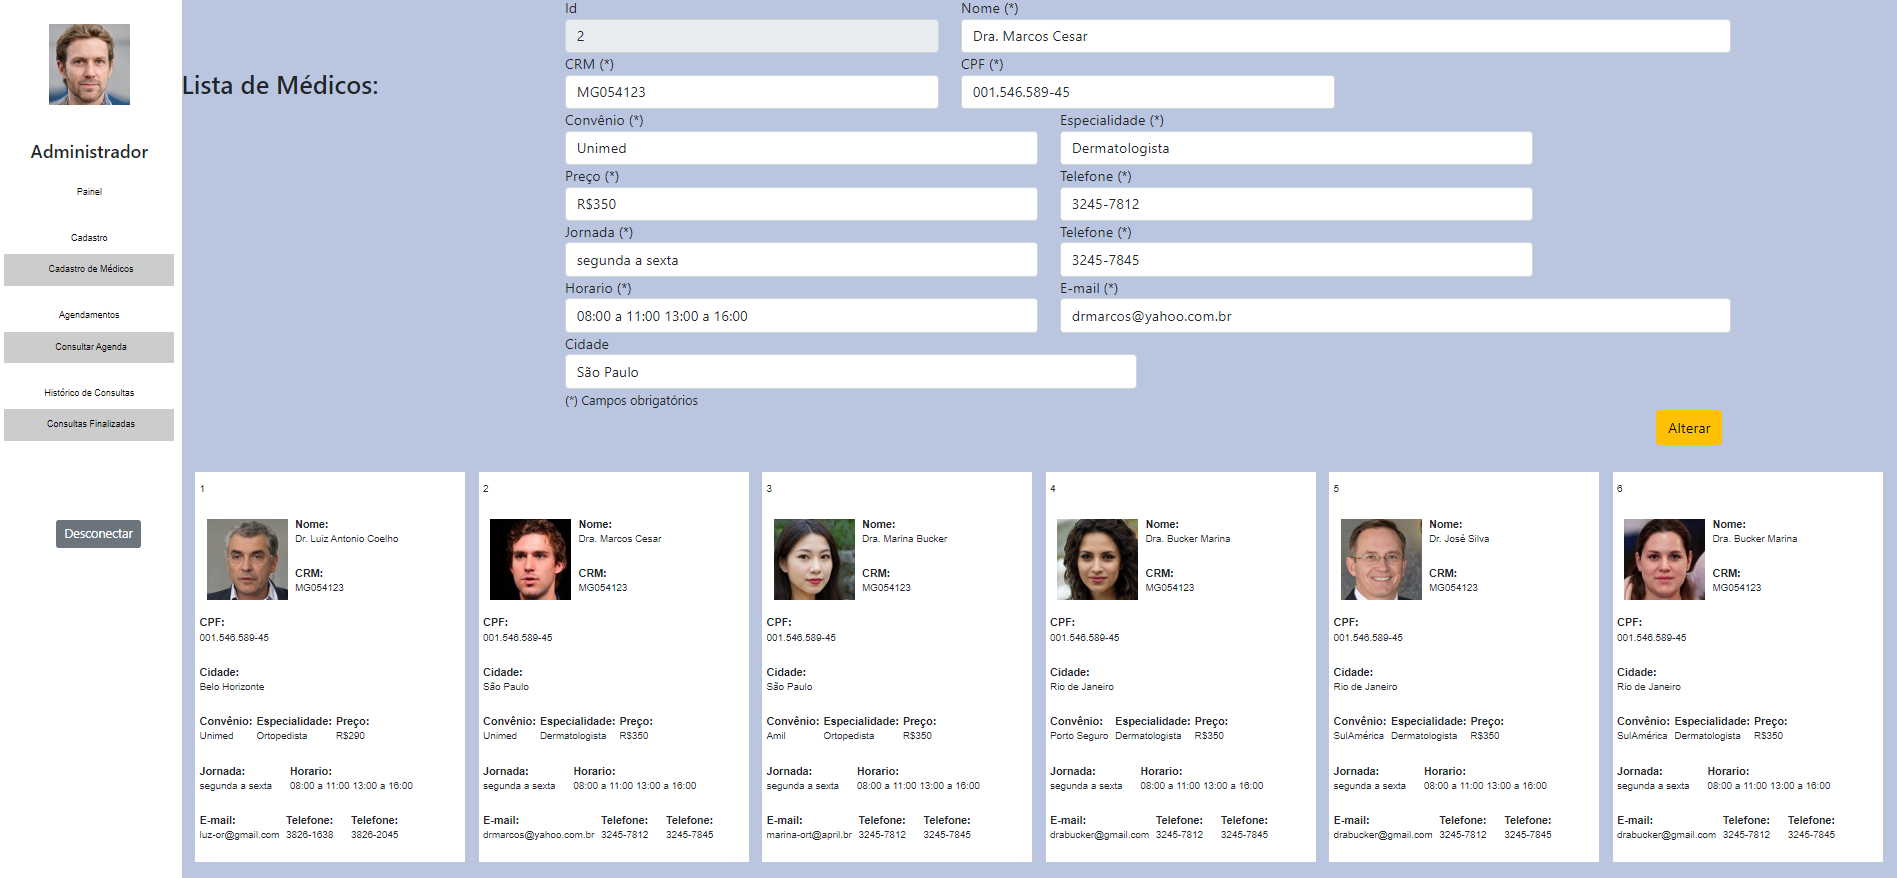 Administrador
Painel
Cadastro
Cadastro de Médicos
Agendamentos
Consultar Agenda
Histórico de Consultas
Consultas Finalizadas
Desconectar
Lista de Médicos:
Id
2
Nome (*)
Dra. Marcos Cesar
CRM (*)
MG054123
CPF (*)
001.546.589-45
Convênio (*)
Unimed
Especialidade (*)
Dermatologista
Preço (*)
R$350
Telefone (*)
3245-7812
Jornada (*)
segunda a sexta
Telefone (*)
3245-7845
Horario (*)
08:00 a 11:00 13:00 a 16:00
E-mail (*)
drmarcos@yahoo.com.br
Cidade
São Paulo
(*) Campos obrigatórios
Alterar
1
Nome:
Dr. Luiz Antonio Coelho
CRM:
MG054123
CPF:
001.546.589-45
Cidade:
Belo Horizonte
Convênio: Especialidade: Preço:
Unimed Ortopedista R$290
Jornada: Horario:
segunda a sexta 08:00 a 11:00 13:00 a 16:00
E-mail: Telefone: Telefone:
luz-or@gmail.com 3826-1638 3826-2045
2
Nome:
Dra. Marcos Cesar
CRM:
MG054123
CPF:
001.546.589-45
Cidade:
São Paulo
Convênio: Especialidade: Preço:
Unimed Dermatologista R$350
Jornada: Horario:
segunda a sexta 08:00 a 11:00 13:00 a 16:00
E-mail: Telefone: Telefone:
drmarcos@yahoo.com.br 3245-7812 3245-7845
3
Nome:
Dra. Marina Bucker
CRM:
MG054123
CPF:
001.546.589-45
Cidade:
São Paulo
Convênio: Especialidade: Preço:
Amil Ortopedista R$350
Jornada: Horario:
segunda a sexta 08:00 a 11:00 13:00 a 16:00
E-mail: Telefone: Telefone:
marina-ort@april.br 3245-7812 3245-7845
4
Nome:
Dra. Bucker Marina
CRM:
MG054123
CPF:
001.546.589-45
Cidade:
Rio de Janeiro
Convênio: Especialidade: Preço:
Porto Seguro Dermatologista R$350
Jornada: Horario:
segunda a sexta 08:00 a 11:00 13:00 a 16:00
E-mail: Telefone: Telefone:
drabucker@gmail.com 3245-7812 3245-7845
5
Nome:
Dr. José Silva
CRM:
MG054123
CPF:
001.546.589-45
Cidade:
Rio de Janeiro
Convênio: Especialidade: Preço:
SulAmérica Dermatologista R$350
Jornada: Horario:
segunda a sexta 08:00 a 11:00 13:00 a 16:00
E-mail: Telefone: Telefone:
drabucker@gmail.com 3245-7812 3245-7845
6
Nome:
Dra. Bucker Marina
CRM:
MG054123
CPF:
001.546.589-45
Cidade:
Rio de Janeiro
Convênio: Especialidade: Preço:
SulAmérica Dermatologista R$350
Jornada: Horario:
segunda a sexta 08:00 a 11:00 13:00 a 16:00
E-mail: Telefone: Telefone:
drabucker@gmail.com 3245-7812 3245-7845